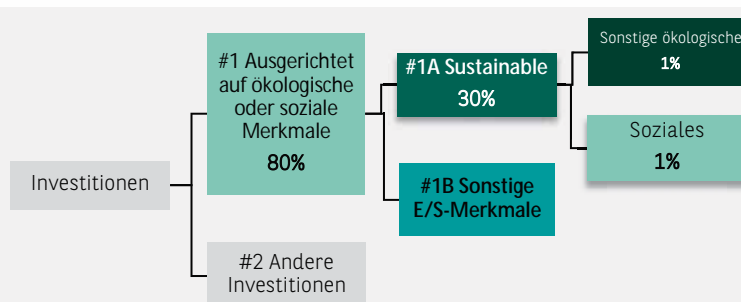 Investitionen
#1 Ausgerichtet
auf ökologische
oder soziale
Merkmale
80%
#2 Andere
Investitionen
#1A Sustainable
30%
#1B Sonstige
E/S-Merkmale
Sonstige ökologische
1%
Soziales
1%